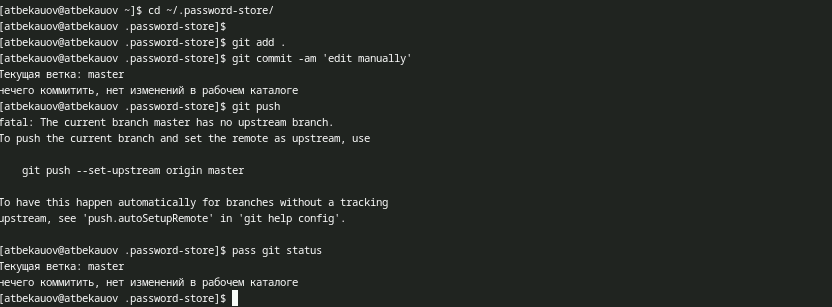 [atbekauov@atbekauov ~]$ cd ~/.password-store/
[atbekauov@atbekauov .password-store]$
[atbekauov@atbekauov .password-store]$ git add .
[atbekauov@atbekauov .password-store]$ git commit -am 'edit manually'
Текущая ветка: master
нечего коммитить, нет изменений в рабочем каталоге
[atbekauov@atbekauov .password-store]$ git push
fatal: The current branch master has no upstream branch.
To push the current branch and set the remote as upstream, use
git push --set-upstream origin master
To have this happen automatically for branches without a tracking
upstream, see 'push.autoSetupRemote' in 'git help config'.
[atbekauov@atbekauov .password-store]$ pass git status
Текущая ветка: master
нечего коммитить, нет изменений в рабочем каталоге
[atbekauov@atbekauov .password-store]$